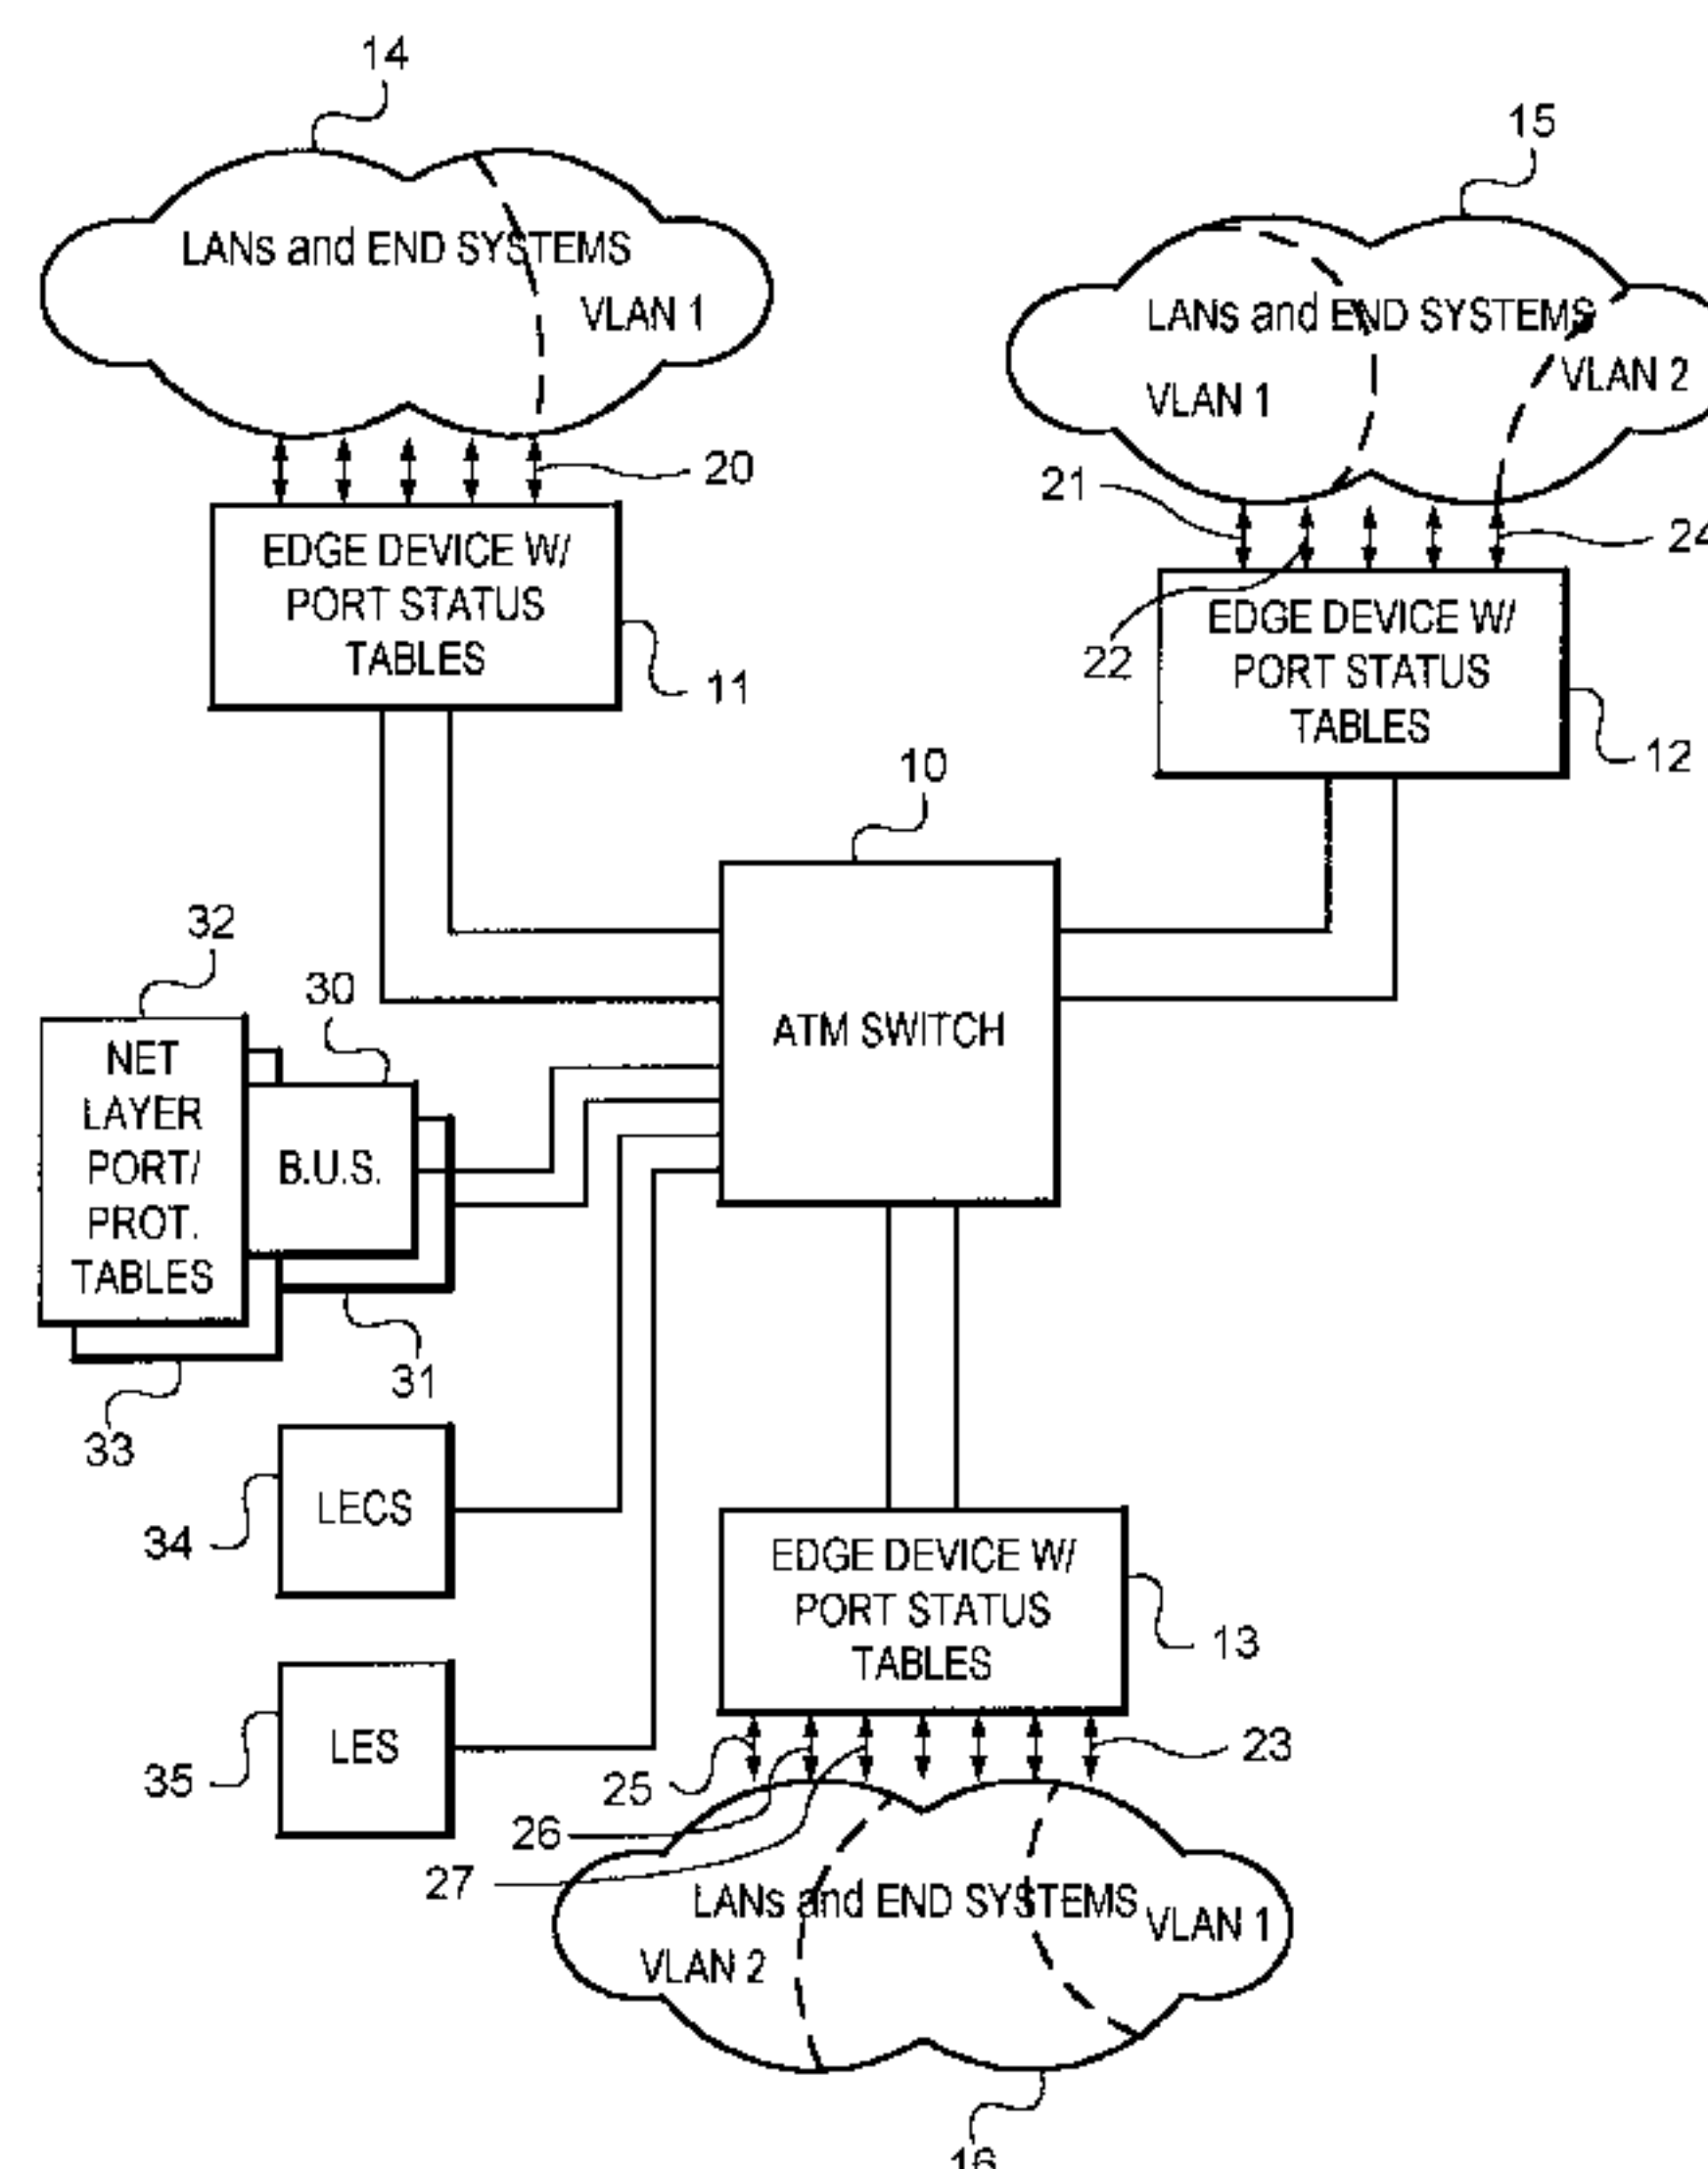 14
15
LANs and END SYSTEMS
VLAN 1
LANs and END SYSTEMS
VLAN 2
VLAN 1
20
21
24
EDGE DEVICE W/
PORT STATUS
TABLES
11
22
EDGE DEVICE W/
PORT STATUS
TABLES
12
10
32
30
ATM SWITCH
NET
LAYER
PORT/
PROT.
TABLES
B.U.S.
31
33
LECS
34
EDGE DEVICE W/
PORT STATUS
TABLES
13
LES
35
25
23
26
27
LANs and END SYSTEMS
VLAN 1
VLAN 2
16